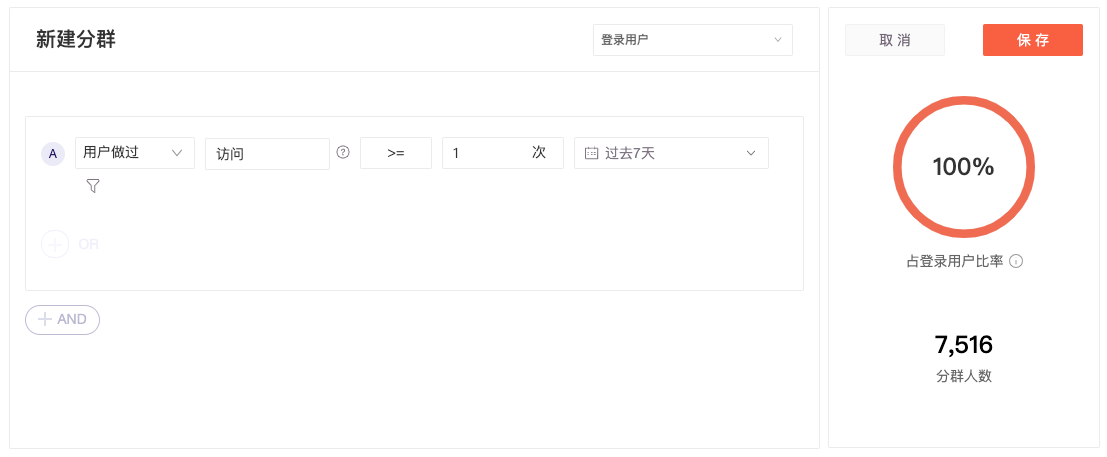 新建分群
登录用户
取 消
保 存
A 用户做过 访问 ? >= 1 次 过去7天
OR
AND
100%
占登录用户比率
7,516
分群人数